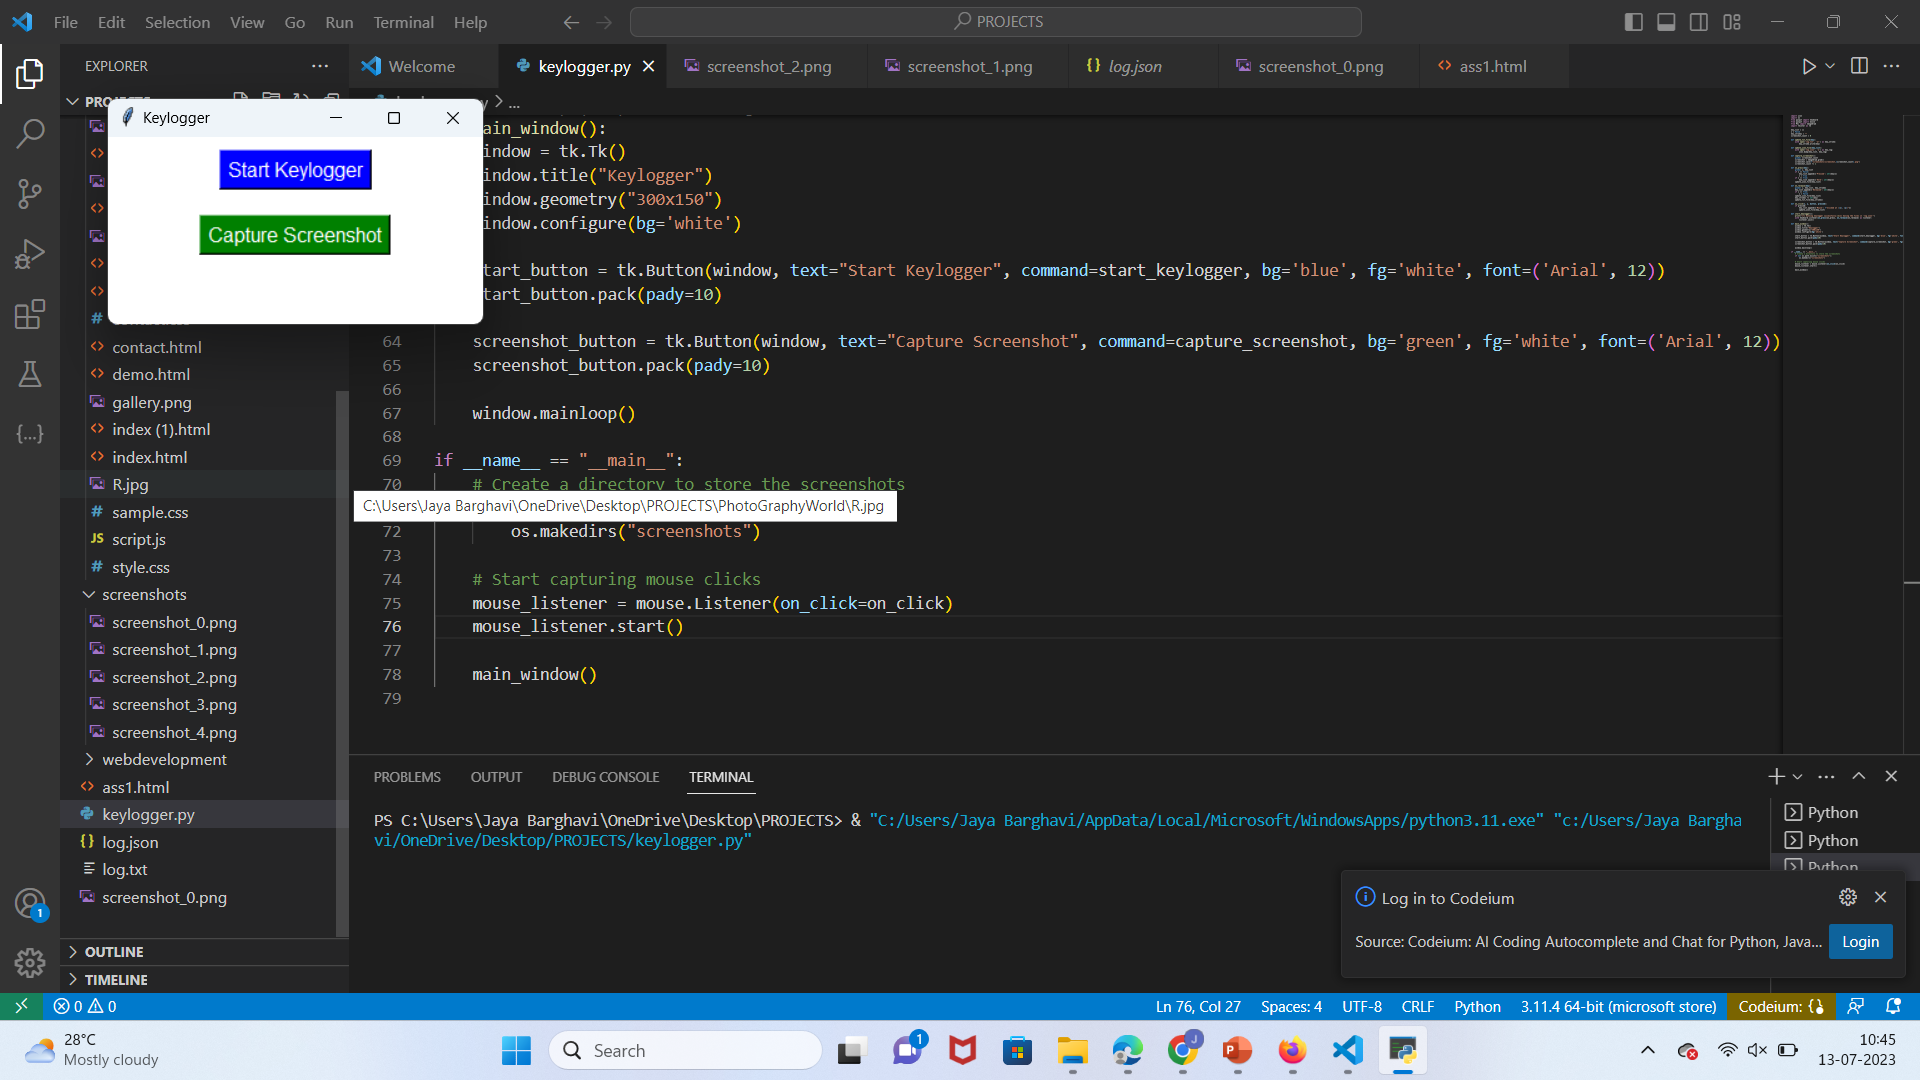 File Edit Selection View Go Run Terminal Help
PROJECTS
EXPLORER
Welcome
keylogger.py
screenshot_2.png
screenshot_1.png
log.json
screenshot_0.png
ass1.html
Keylogger
Start Keylogger
Capture Screenshot
contact.html
demo.html
gallery.png
index (1).html
index.html
R.jpg
sample.css
script.js
style.css
screenshots
screenshot_0.png
screenshot_1.png
screenshot_2.png
screenshot_3.png
screenshot_4.png
webdevelopment
ass1.html
keylogger.py
log.json
log.txt
screenshot_0.png
OUTLINE
TIMELINE
ain_window():
indow = tk.Tk()
indow.title("Keylogger")
indow.geometry("300x150")
indow.configure(bg='white')
tart_button = tk.Button(window, text="Start Keylogger", command=start_keylogger, bg='blue', fg='white', font=('Arial', 12))
tart_button.pack(pady=10)
64 screenshot_button = tk.Button(window, text="Capture Screenshot", command=capture_screenshot, bg='green', fg='white', font=('Arial', 12))
65 screenshot_button.pack(pady=10)
66
67 window.mainloop()
68
69 if __name__ == "__main__":
70 # Create a directory to store the screenshots
C:\Users\Jaya Barghavi\OneDrive\Desktop\PROJECTS\PhotoGraphyWorld\R.jpg
72 os.makedirs("screenshots")
73
74 # Start capturing mouse clicks
75 mouse_listener = mouse.Listener(on_click=on_click)
76 mouse_listener.start()
77
78 main_window()
79
PROBLEMS OUTPUT DEBUG CONSOLE TERMINAL
PS C:\Users\Jaya Barghavi\OneDrive\Desktop\PROJECTS> & "C:/Users/Jaya Barghavi/AppData/Local/Microsoft/WindowsApps/python3.11.exe" "c:/Users/Jaya Bargha
vi/OneDrive/Desktop/PROJECTS/keylogger.py"
Python
Python
Python
Log in to Codeium
Source: Codeium: AI Coding Autocomplete and Chat for Python, Java...
Login
1
0 0
Ln 76, Col 27 Spaces: 4 UTF-8 CRLF Python 3.11.4 64-bit (microsoft store) Codeium: {}
28°C
Mostly cloudy
Search
1
J
10:45
13-07-2023